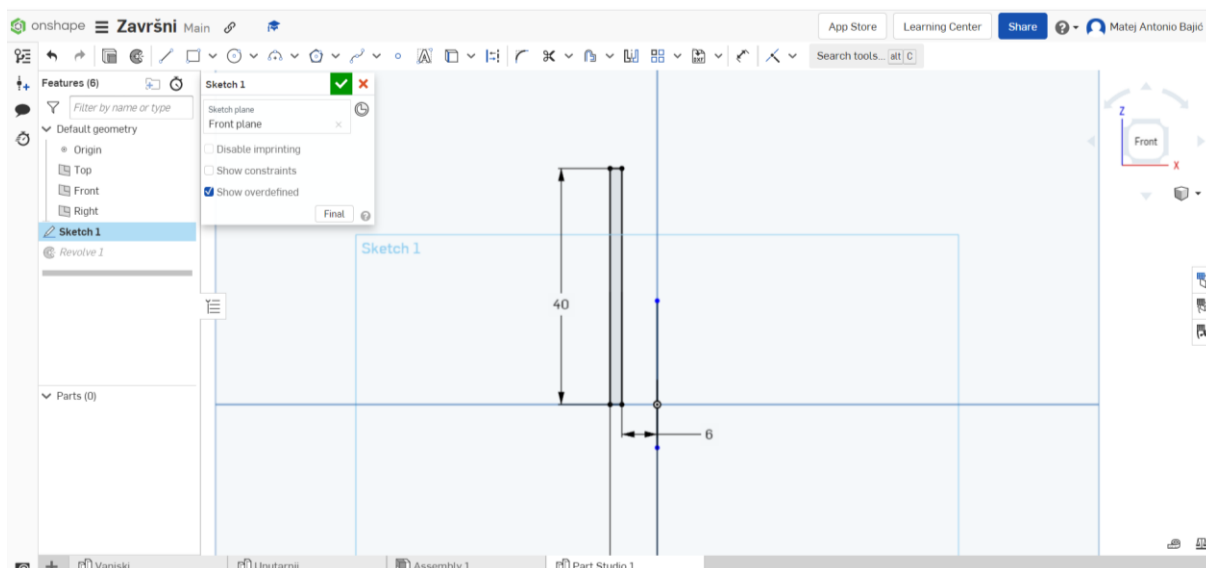 onshape Završni Main App Store Learning Center Share Matej Antonio Bajić
Search tools... alt C
Features (6)
Filter by name or type
Default geometry
Origin
Top
Front
Right
Sketch 1
Revolve 1
Parts (0)
Sketch 1
Sketch plane
Front plane
Disable imprinting
Show constraints
Show overdefined
Final
Sketch 1
40
6
Z
Front
X
Vanjski Unutarnji Assembly 1 Part Studio 1